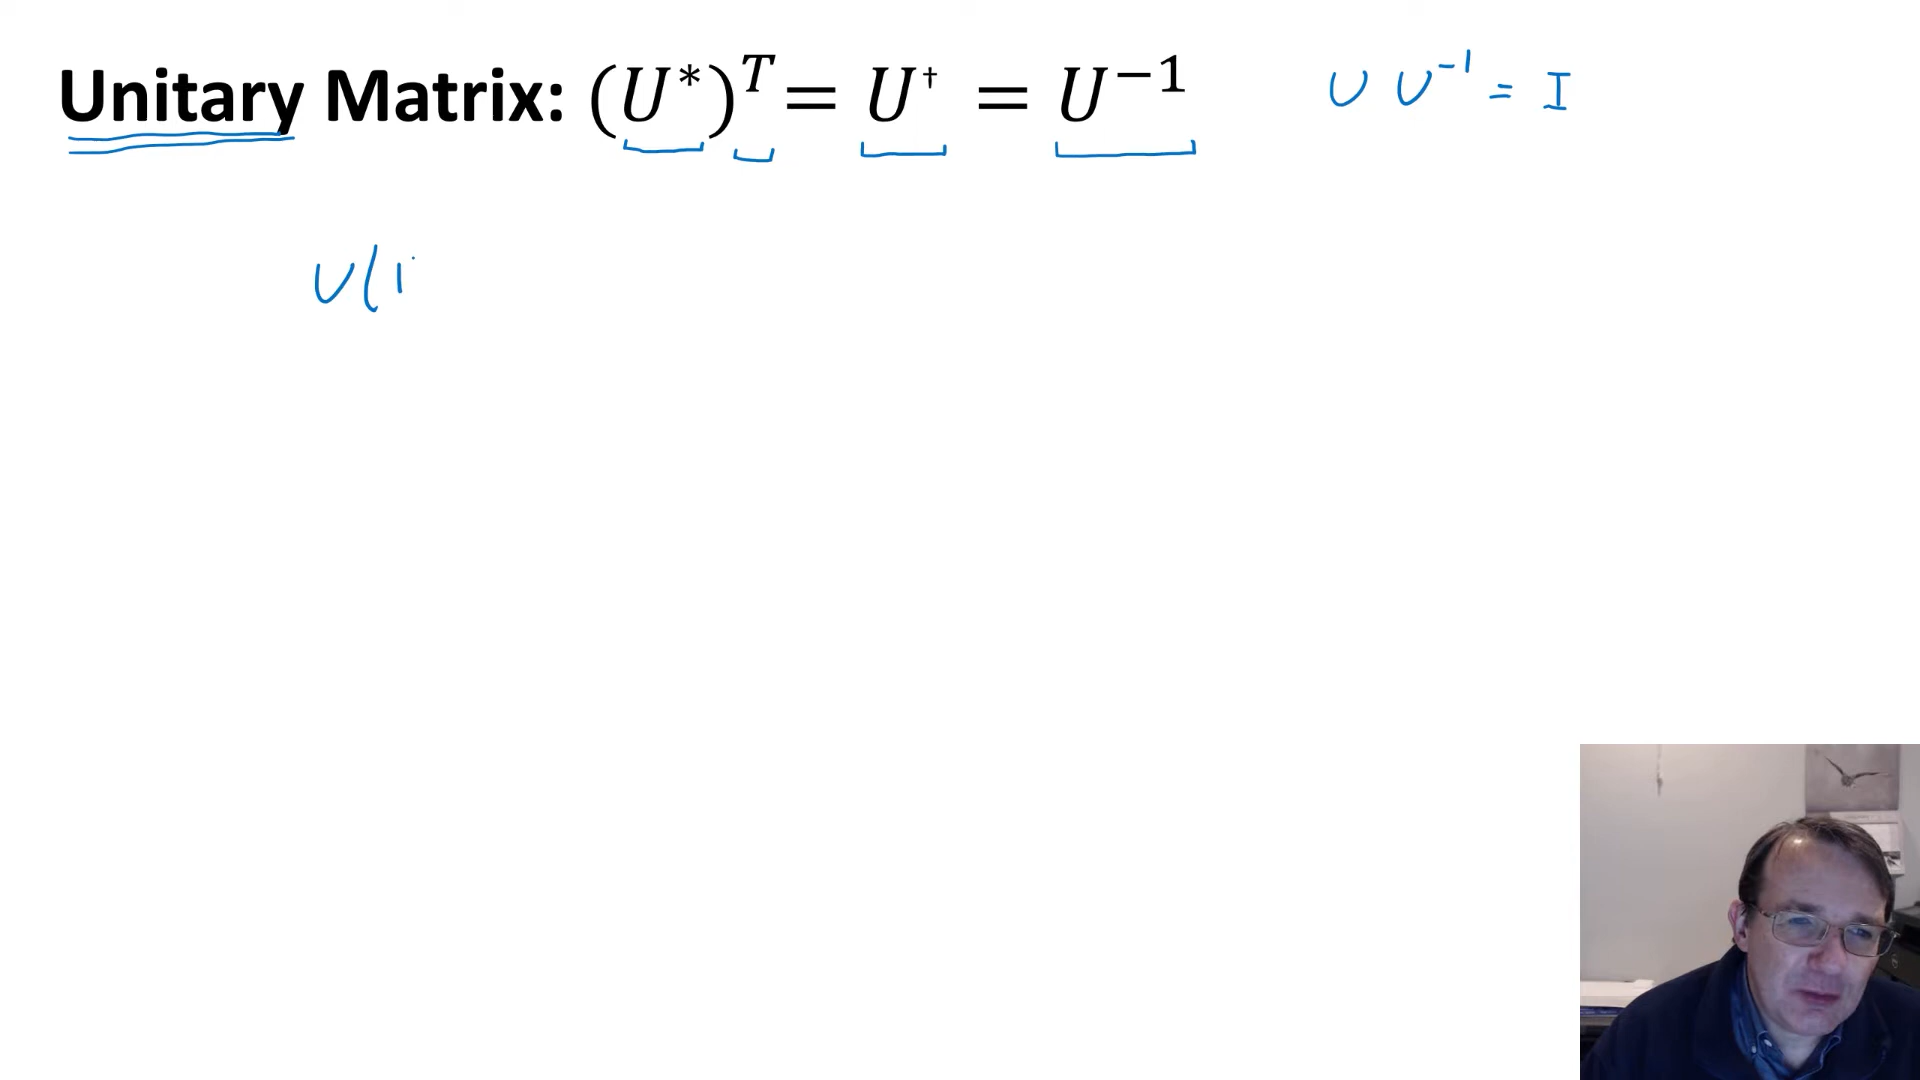 Unitary Matrix: (U*)ᵀ = U† = U⁻¹ U U⁻¹ = I
U(